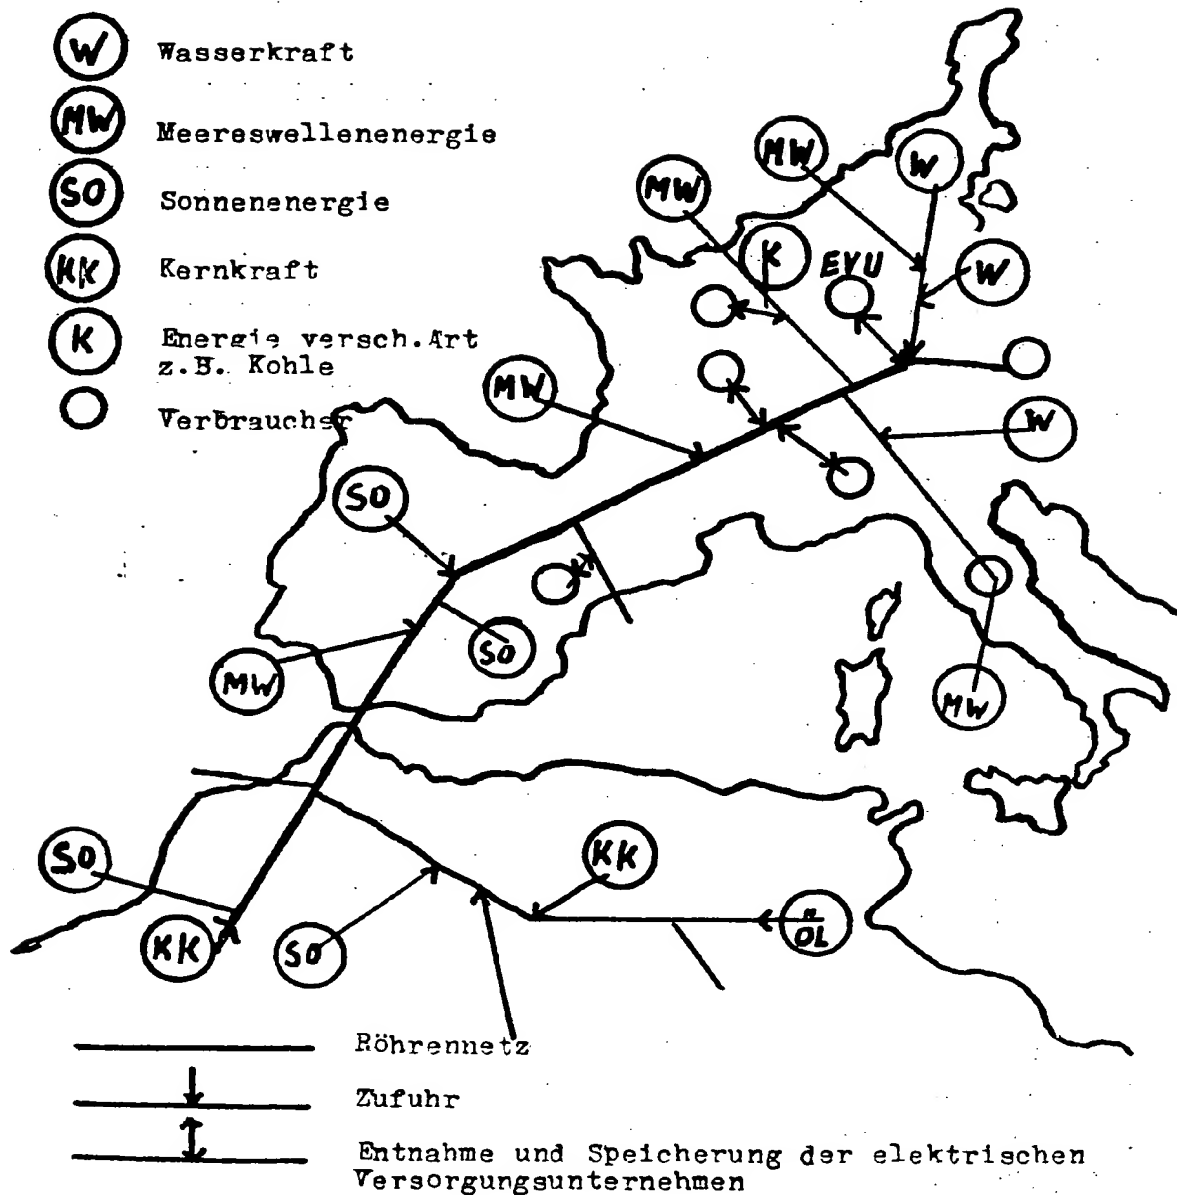 W Wasserkraft
MW Meereswellenenergie
SO Sonnenenergie
KK Kernkraft
K Energie versch.Art
z.B. Kohle
Verbraucher
MW
MW
W
K
EVU
W
MW
W
SO
SO
MW
MW
SO
KK
KK
SO
ÖL
Röhrennetz
Zufuhr
Entnahme und Speicherung der elektrischen
Versorgungsunternehmen